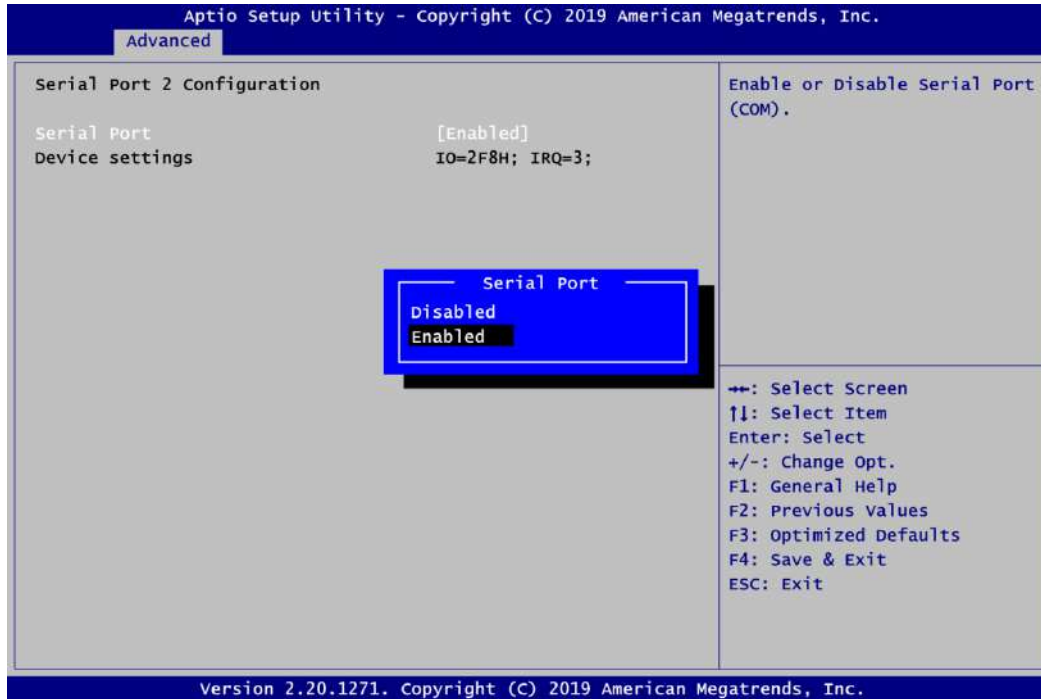 Aptio Setup Utility - Copyright (C) 2019 American Megatrends, Inc.
Advanced
Serial Port 2 Configuration
Serial Port [Enabled]
Device settings IO=2F8H; IRQ=3;
Enable or Disable Serial Port
(COM).
Serial Port
Disabled
Enabled
→←: Select Screen
↑↓: Select Item
Enter: Select
+/-: Change Opt.
F1: General Help
F2: Previous Values
F3: Optimized Defaults
F4: Save & Exit
ESC: Exit
Version 2.20.1271. Copyright (C) 2019 American Megatrends, Inc.